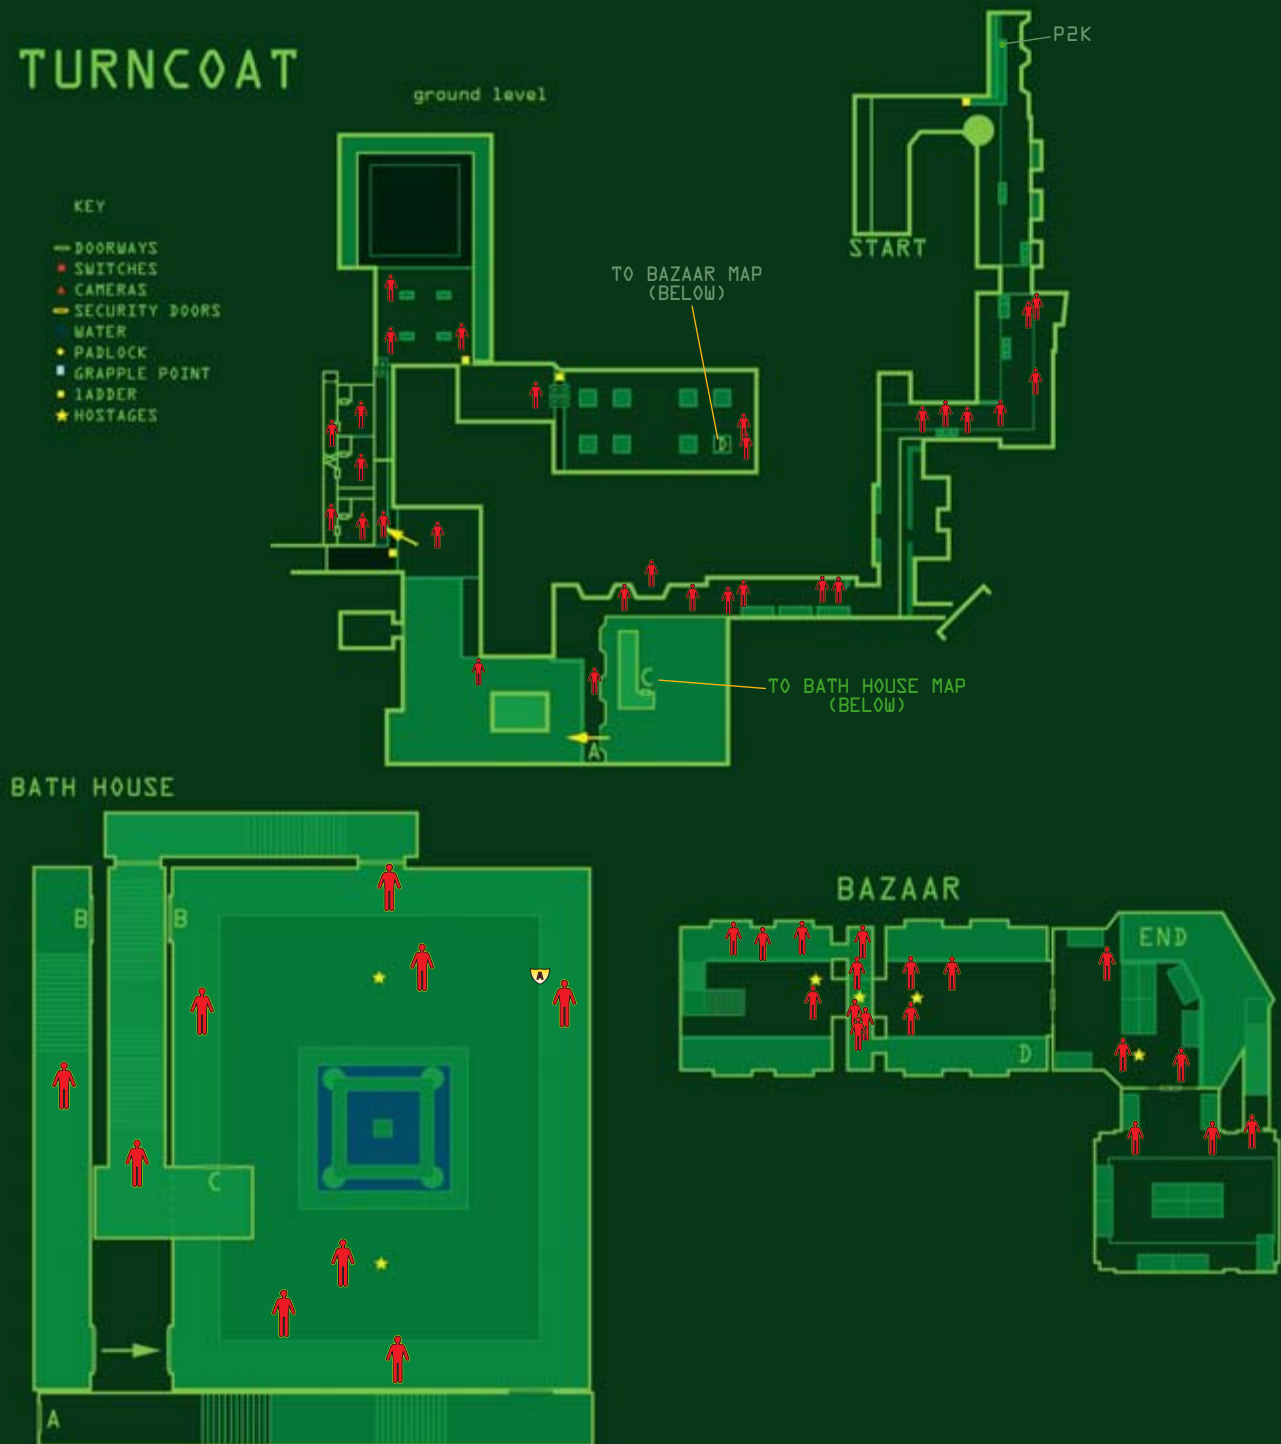 TURNCOAT
ground level
P2K
KEY
DOORWAYS
SWITCHES
CAMERAS
SECURITY DOORS
WATER
PADLOCK
GRAPPLE POINT
lADDER
HOSTAGES
START
TO BAZAAR MAP
(BELOW)
D
C
TO BATH HOUSE MAP
(BELOW)
A
BATH HOUSE
B
B
A
C
A
BAZAAR
END
D